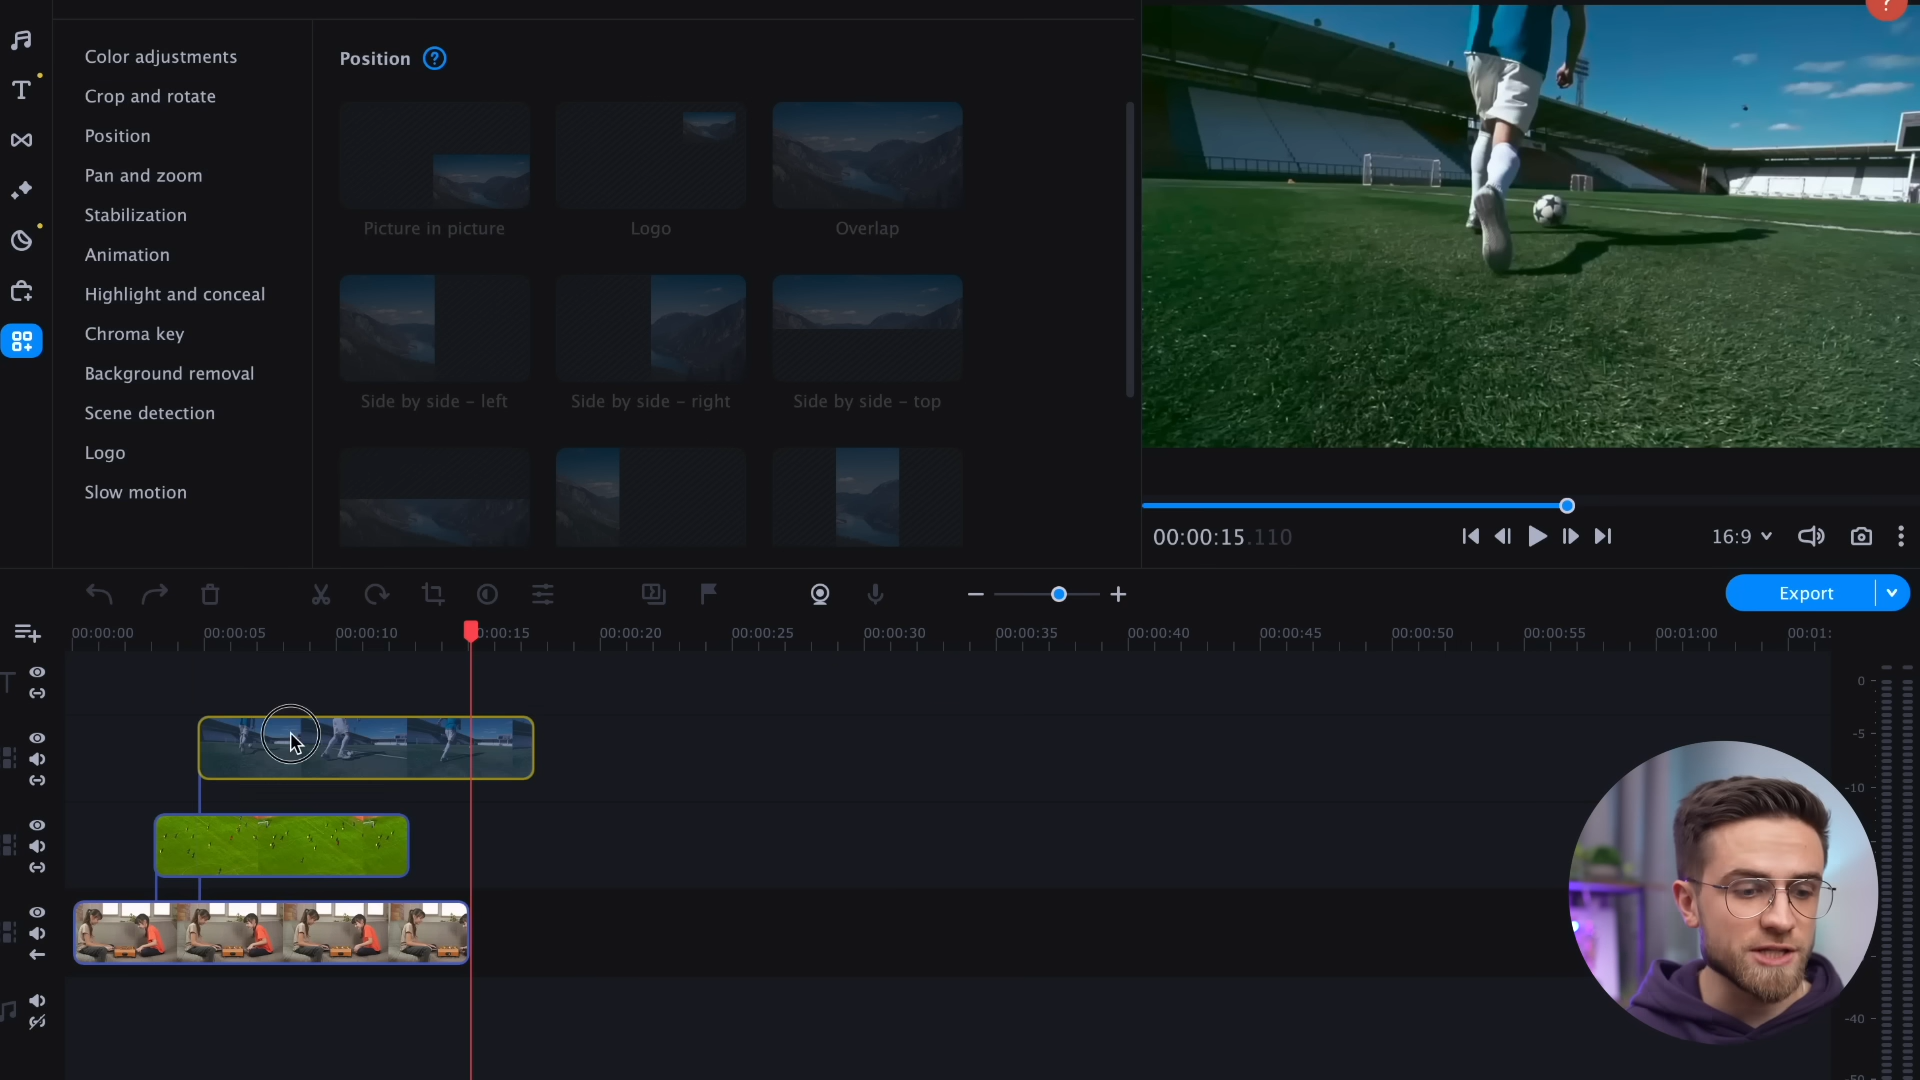 ?
Color adjustments
Crop and rotate
Position
Pan and zoom
Stabilization
Animation
Highlight and conceal
Chroma key
Background removal
Scene detection
Logo
Slow motion
Position ?
Picture in picture
Logo
Overlap
Side by side – left
Side by side – right
Side by side – top
00:00:15.110
16:9
Export
00:00:00
00:00:05
00:00:10
0:00:15
00:00:20
00:00:25
00:00:30
00:00:35
00:00:40
00:00:45
00:00:50
00:00:55
00:01:00
00:01:
0
-5
-10
-40